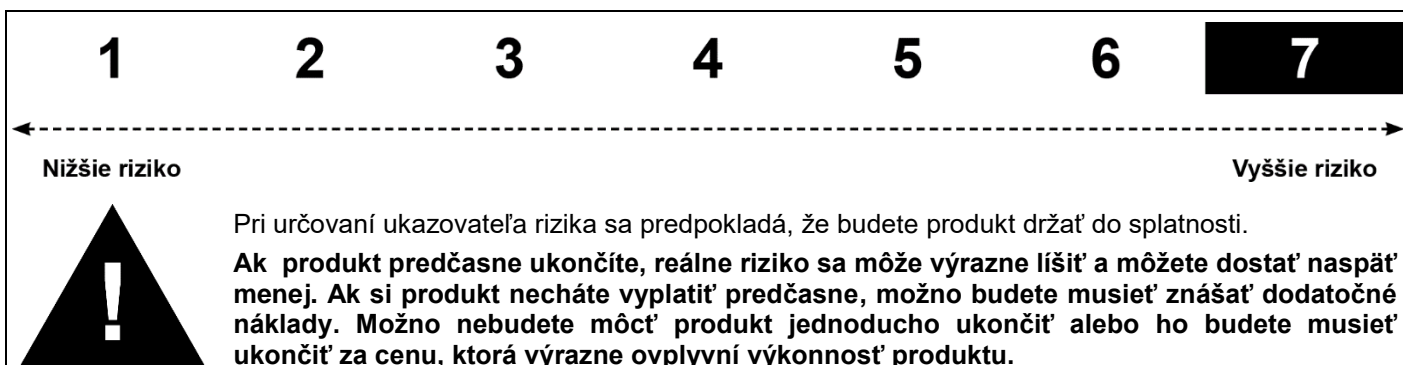 1 2 3 4 5 6 7
Nižšie riziko Vyššie riziko
Pri určovaní ukazovateľa rizika sa predpokladá, že budete produkt držať do splatnosti.
Ak produkt predčasne ukončíte, reálne riziko sa môže výrazne líšiť a môžete dostať naspäť
menej. Ak si produkt necháte vyplatiť predčasne, možno budete musieť znášať dodatočné
náklady. Možno nebudete môcť produkt jednoducho ukončiť alebo ho budete musieť
ukončiť za cenu, ktorá výrazne ovplyvní výkonnosť produktu.
!